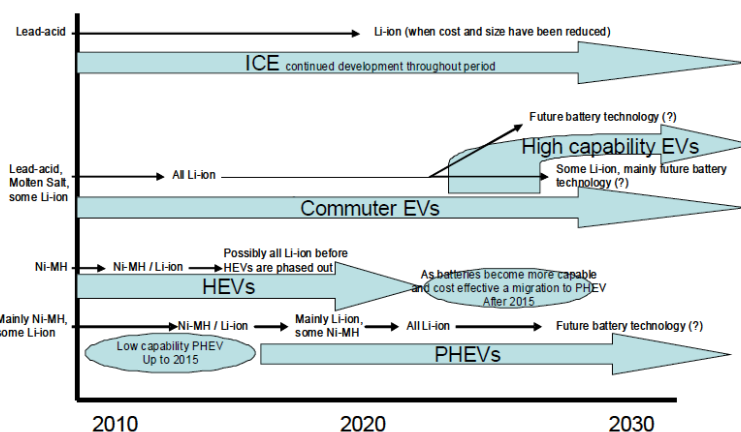 Lead-acid
Li-ion (when cost and size have been reduced)
ICE continued development throughout period
Future battery technology (?)
High capability EVs
Lead-acid,
Molten Salt,
some Li-ion
All Li-ion
Some Li-ion, mainly future battery
technology (?)
Commuter EVs
Ni-MH
Ni-MH / Li-ion
Possibly all Li-ion before
HEVs are phased out
HEVs
As batteries become more capable
and cost effective a migration to PHEV
After 2015
Mainly Ni-MH,
some Li-ion
Ni-MH / Li-ion
Mainly Li-ion,
some Ni-MH
All Li-ion
Future battery technology (?)
Low capability PHEV
Up to 2015
PHEVs
2010
2020
2030